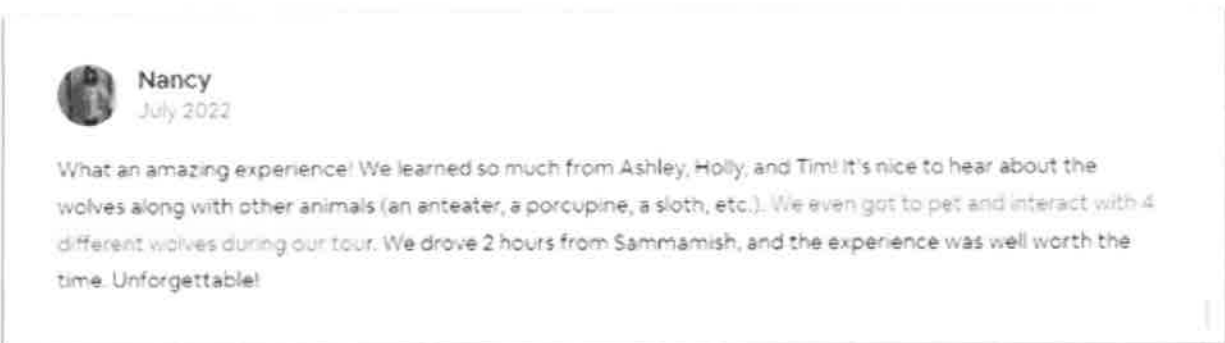 Nancy
July 2022
What an amazing experience! We learned so much from Ashley, Holly, and Tim! It's nice to hear about the
wolves along with other animals (an anteater, a porcupine, a sloth, etc.). We even got to pet and interact with 4
different wolves during our tour. We drove 2 hours from Sammamish, and the experience was well worth the
time. Unforgettable!